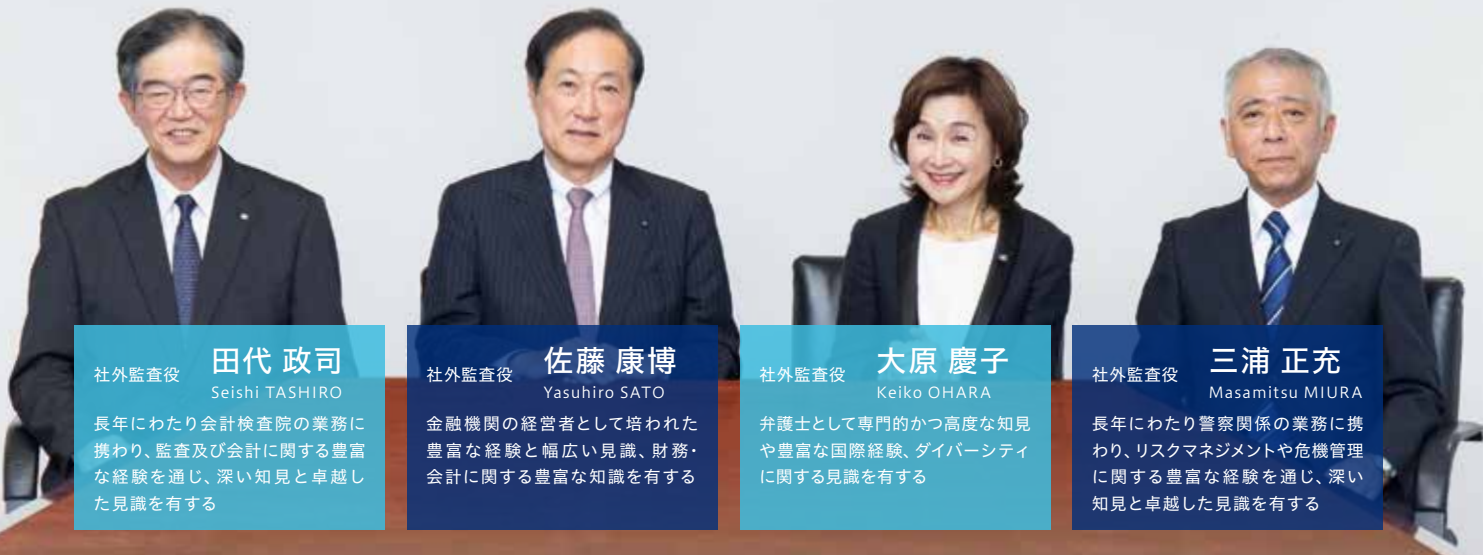 社外監査役 田代 政司
Seishi TASHIRO
長年にわたり会計検査院の業務に
携わり、監査及び会計に関する豊富
な経験を通じ、深い知見と卓越し
た見識を有する
社外監査役 佐藤 康博
Yasuhiro SATO
金融機関の経営者として培われた
豊富な経験と幅広い見識、財務・
会計に関する豊富な知識を有する
社外監査役 大原 慶子
Keiko OHARA
弁護士として専門的かつ高度な知見
や豊富な国際経験、ダイバーシティ
に関する見識を有する
社外監査役 三浦 正充
Masamitsu MIURA
長年にわたり警察関係の業務に携
わり、リスクマネジメントや危機管理
に関する豊富な経験を通じ、深い
知見と卓越した見識を有する